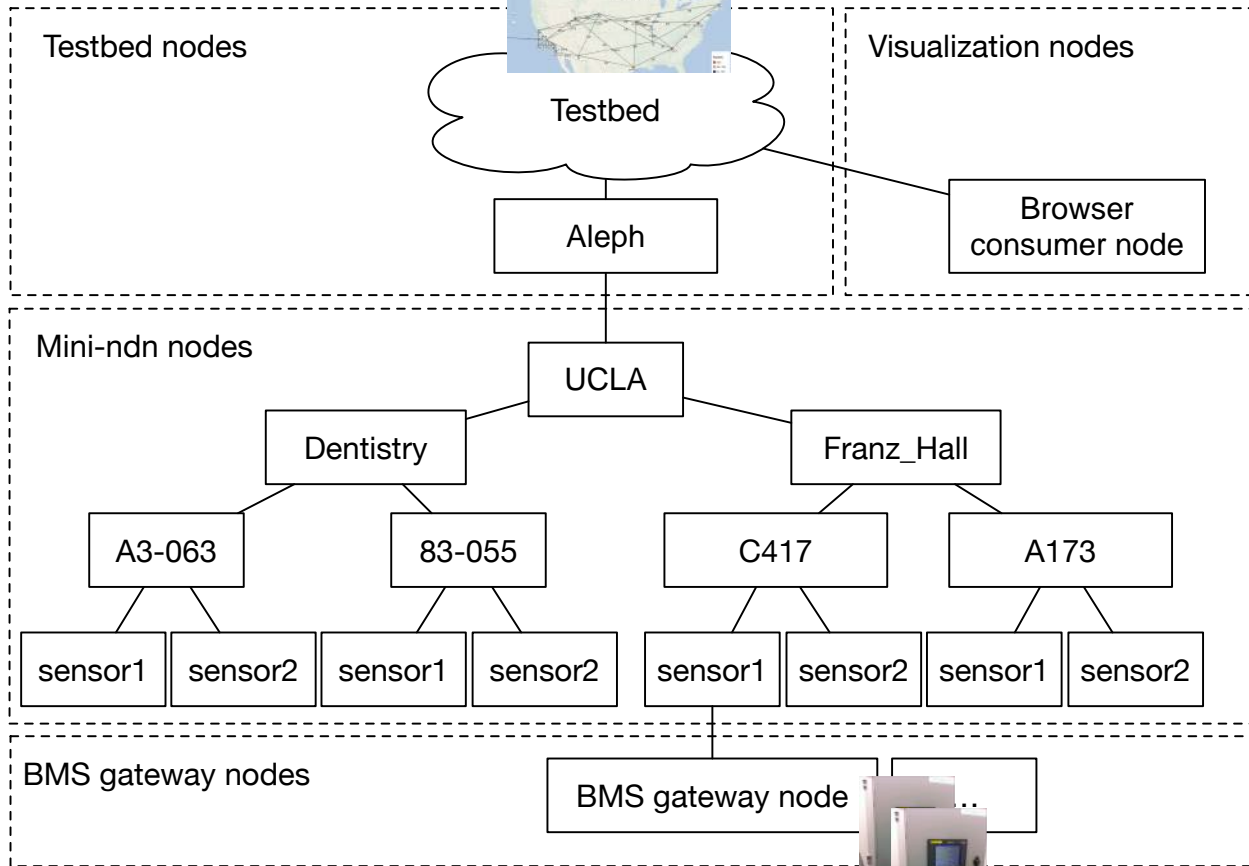 Testbed nodes
Visualization nodes
Testbed
Browser
consumer node
Aleph
Mini-ndn nodes
UCLA
Dentistry
Franz_Hall
A3-063
83-055
C417
A173
sensor1
sensor2
sensor1
sensor2
sensor1
sensor2
sensor1
sensor2
BMS gateway nodes
BMS gateway node
...